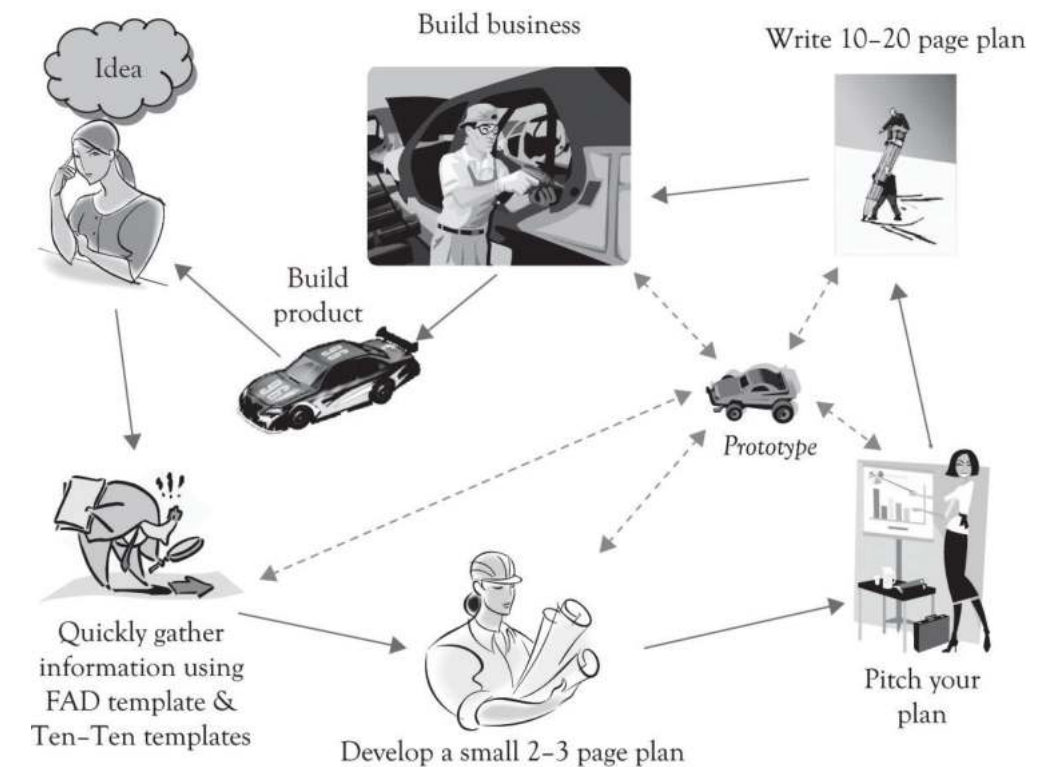 Build business
Write 10–20 page plan
Idea
Build
product
Prototype
Quickly gather
information using
FAD template &
Ten–Ten templates
Develop a small 2–3 page plan
Pitch your
plan